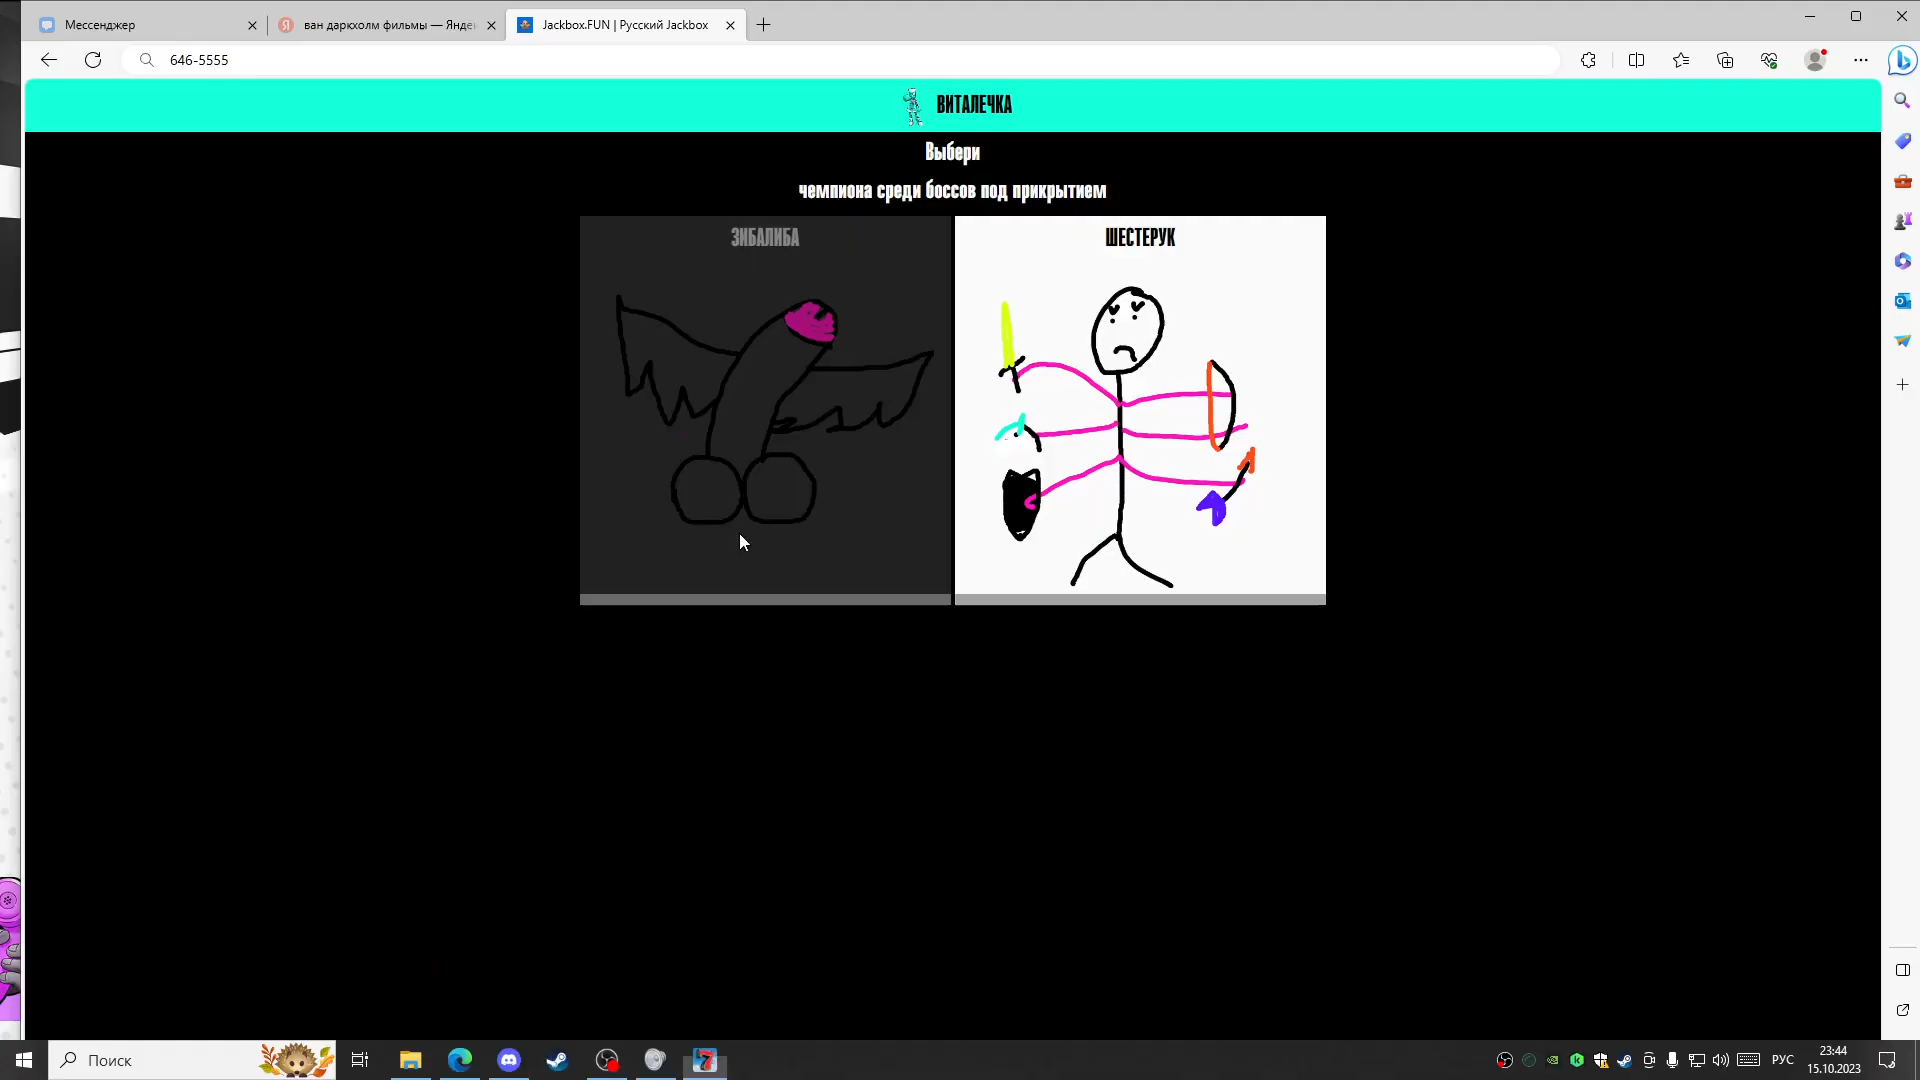 Мессенджер
ван даркхолм фильмы — Яндек
Jackbox.FUN | Русский Jackbox
646-5555
ВИТАЛЕЧКА
Выбери
чемпиона среди боссов под прикрытием
ЗИБАЛИБА
ШЕСТЕРУК
Поиск
РУС
23:44
15.10.2023